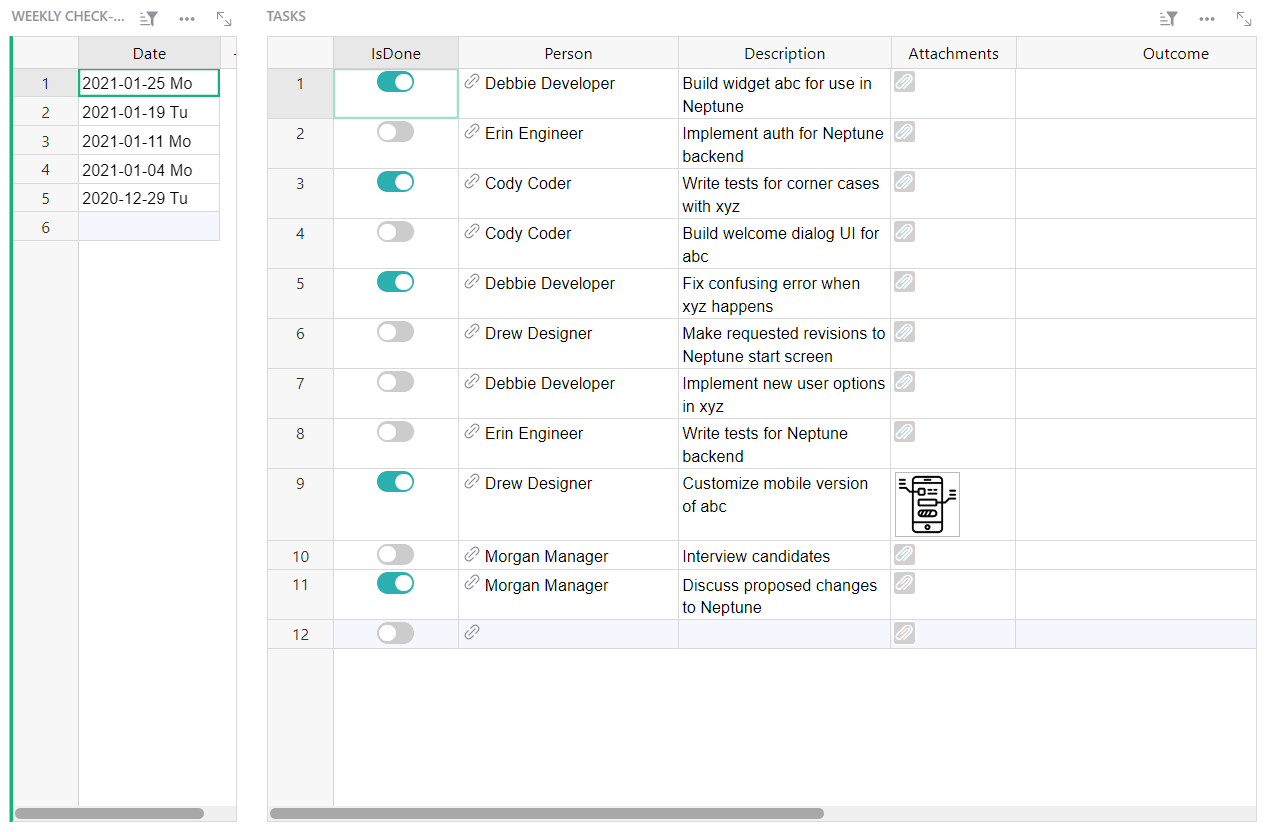 WEEKLY CHECK-...
Date
1 2021-01-25 Mo
2 2021-01-19 Tu
3 2021-01-11 Mo
4 2021-01-04 Mo
5 2020-12-29 Tu
6
TASKS
IsDone Person Description Attachments Outcome
1 Debbie Developer Build widget abc for use in
Neptune
2 Erin Engineer Implement auth for Neptune
backend
3 Cody Coder Write tests for corner cases
with xyz
4 Cody Coder Build welcome dialog UI for
abc
5 Debbie Developer Fix confusing error when
xyz happens
6 Drew Designer Make requested revisions to
Neptune start screen
7 Debbie Developer Implement new user options
in xyz
8 Erin Engineer Write tests for Neptune
backend
9 Drew Designer Customize mobile version
of abc
10 Morgan Manager Interview candidates
11 Morgan Manager Discuss proposed changes
to Neptune
12